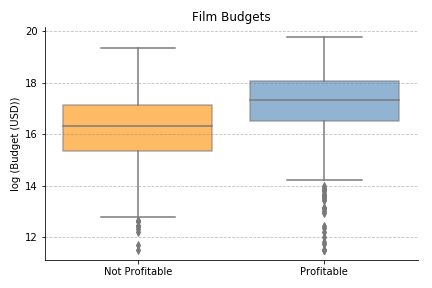 Film Budgets
log (Budget (USD))
20
18
16
14
12
Not Profitable
Profitable